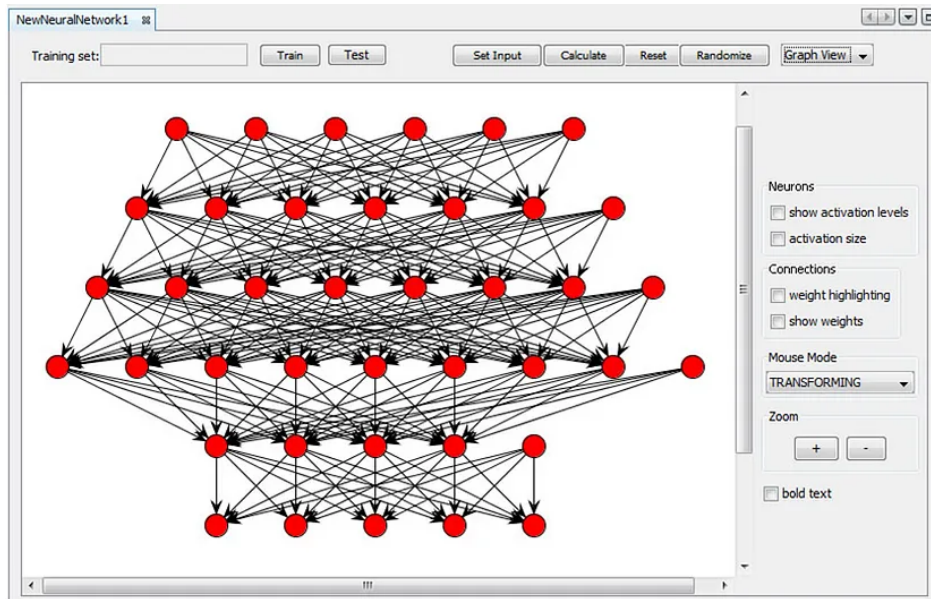 NewNeuralNetwork1
Training set:
Train
Test
Set Input
Calculate
Reset
Randomize
Graph View
Neurons
show activation levels
activation size
Connections
weight highlighting
show weights
Mouse Mode
TRANSFORMING
Zoom
+
-
bold text